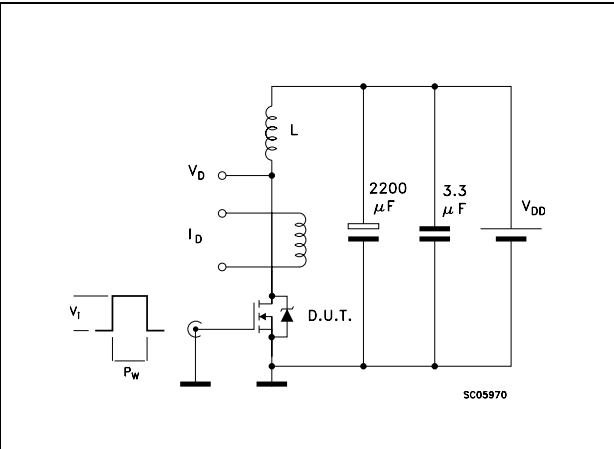 L
V_D
2200
μF
3.3
μF
V_DD
I_D
V_i
D.U.T.
P_W
SC05970